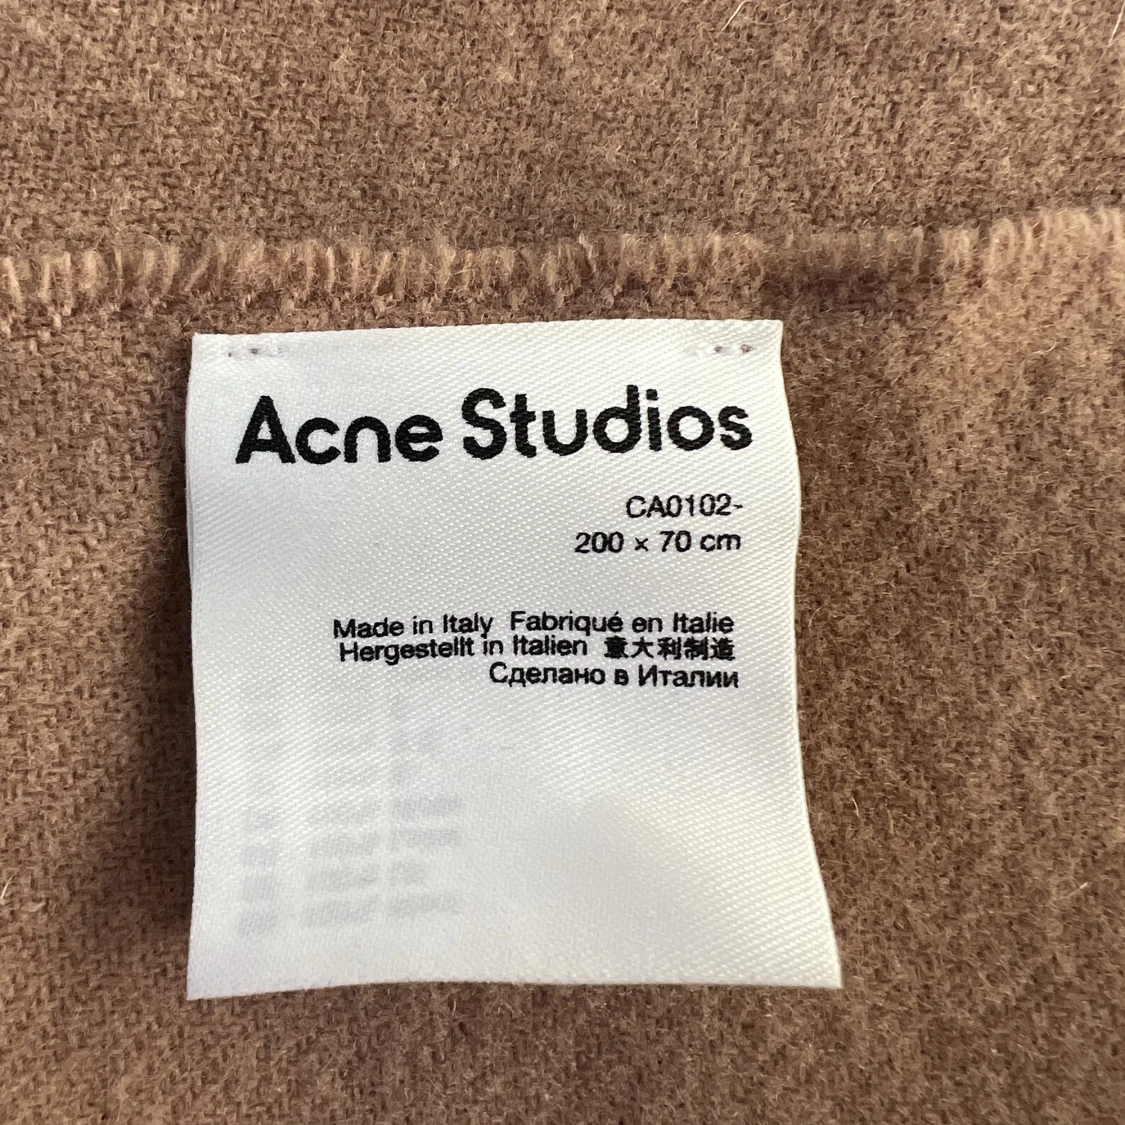 Acne Studios
CA0102-
200 × 70 cm
Made in Italy Fabriqué en Italie
Hergestellt in Italien 意大利制造
Сделано в Италии